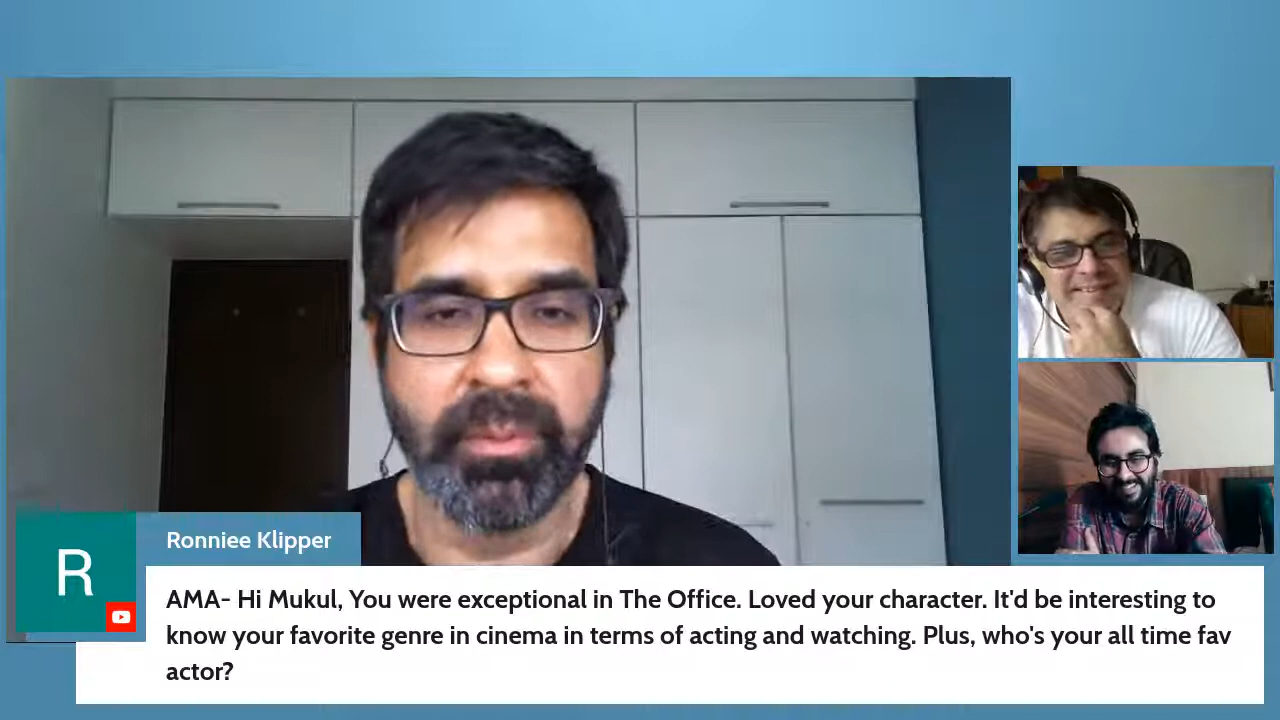 R
Ronniee Klipper
AMA- Hi Mukul, You were exceptional in The Office. Loved your character. It'd be interesting to
know your favorite genre in cinema in terms of acting and watching. Plus, who's your all time fav
actor?